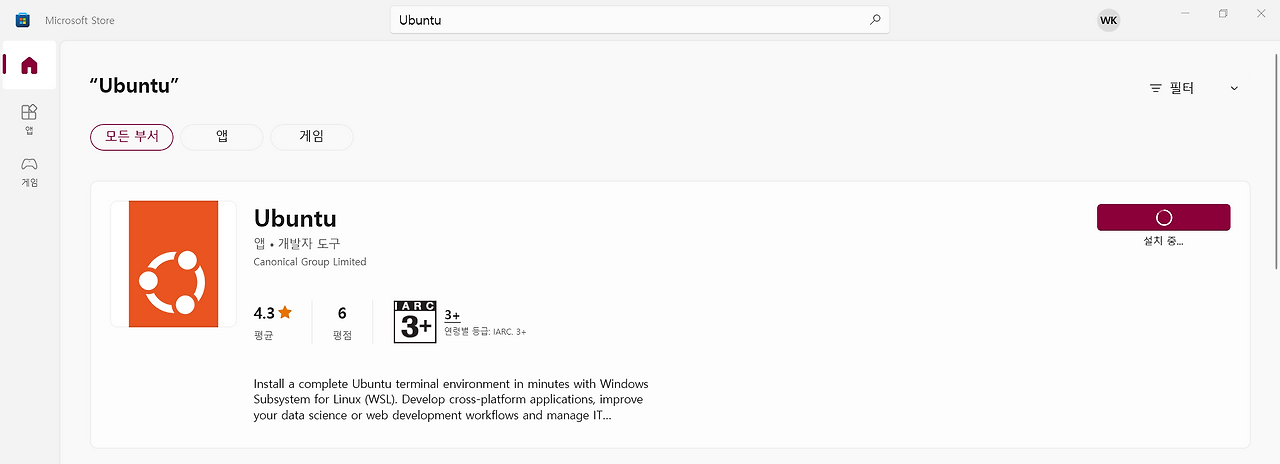 Microsoft Store
Ubuntu
WK
“Ubuntu”
필터
모든 부서
앱
게임
앱
게임
Ubuntu
앱 • 개발자 도구
Canonical Group Limited
설치 중...
4.3
평균
6
평점
IARC
3+
3+
연령별 등급: IARC. 3+
Install a complete Ubuntu terminal environment in minutes with Windows
Subsystem for Linux (WSL). Develop cross-platform applications, improve
your data science or web development workflows and manage IT...